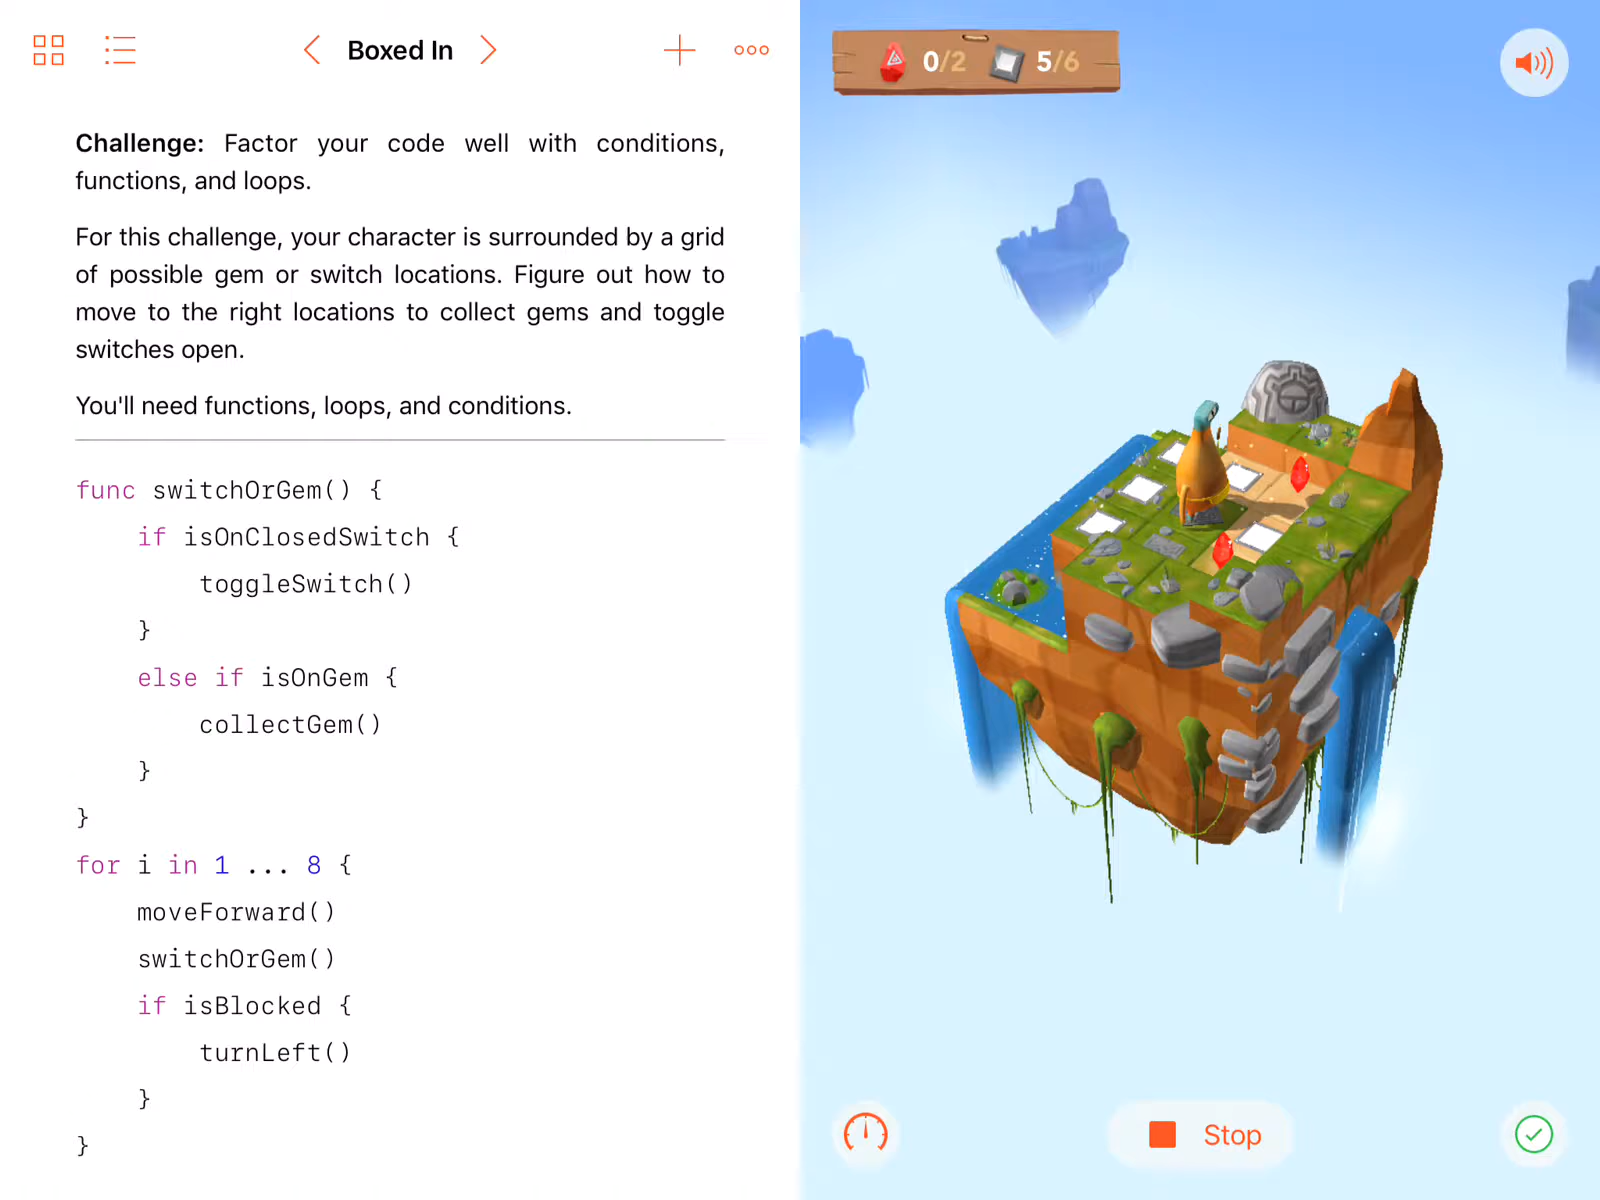 Boxed In
Challenge: Factor your code well with conditions,
functions, and loops.
For this challenge, your character is surrounded by a grid
of possible gem or switch locations. Figure out how to
move to the right locations to collect gems and toggle
switches open.
You'll need functions, loops, and conditions.
func switchOrGem() {
    if isOnClosedSwitch {
        toggleSwitch()
    }
    else if isOnGem {
        collectGem()
    }
}
for i in 1 ... 8 {
    moveForward()
    switchOrGem()
    if isBlocked {
        turnLeft()
    }
}
0/2 5/6
Stop